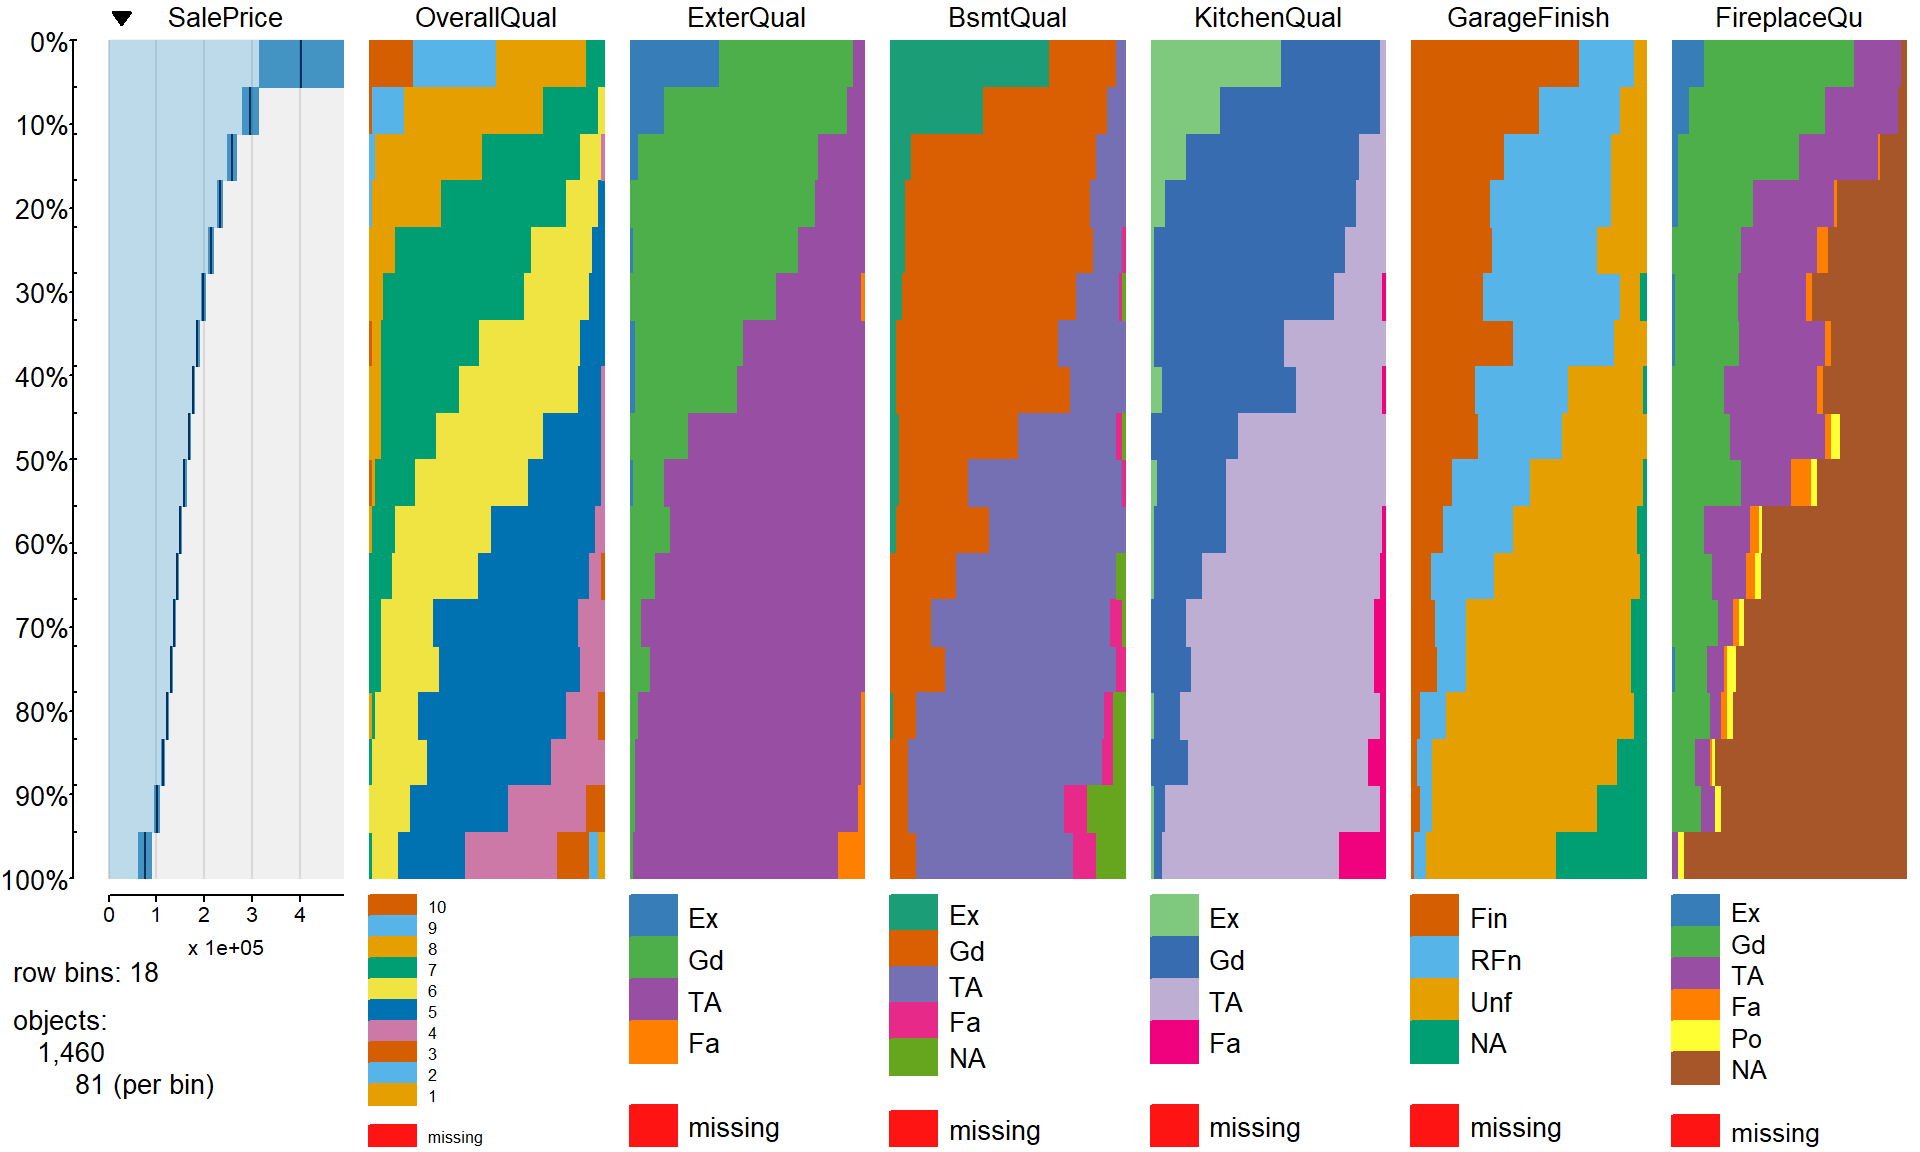 SalePrice
OverallQual
ExterQual
BsmtQual
KitchenQual
GarageFinish
FireplaceQu
0%
10%
20%
30%
40%
50%
60%
70%
80%
90%
100%
0 1 2 3 4
x 1e+05
row bins: 18
objects:
1,460
81 (per bin)
10
9
8
7
6
5
4
3
2
1
missing
Ex
Gd
TA
Fa
missing
Ex
Gd
TA
Fa
NA
missing
Ex
Gd
TA
Fa
missing
Fin
RFn
Unf
NA
missing
Ex
Gd
TA
Fa
Po
NA
missing